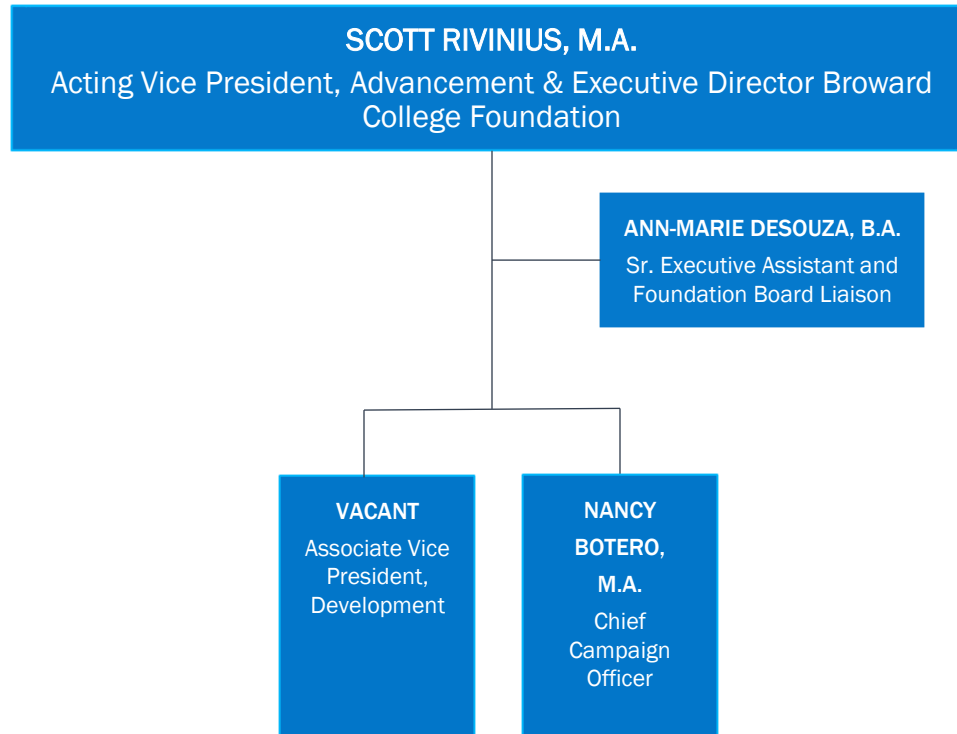 SCOTT RIVINIUS, M.A.
Acting Vice President, Advancement & Executive Director Broward
College Foundation
ANN-MARIE DESOUZA, B.A.
Sr. Executive Assistant and
Foundation Board Liaison
VACANT
Associate Vice
President,
Development
NANCY
BOTERO,
M.A.
Chief
Campaign
Officer